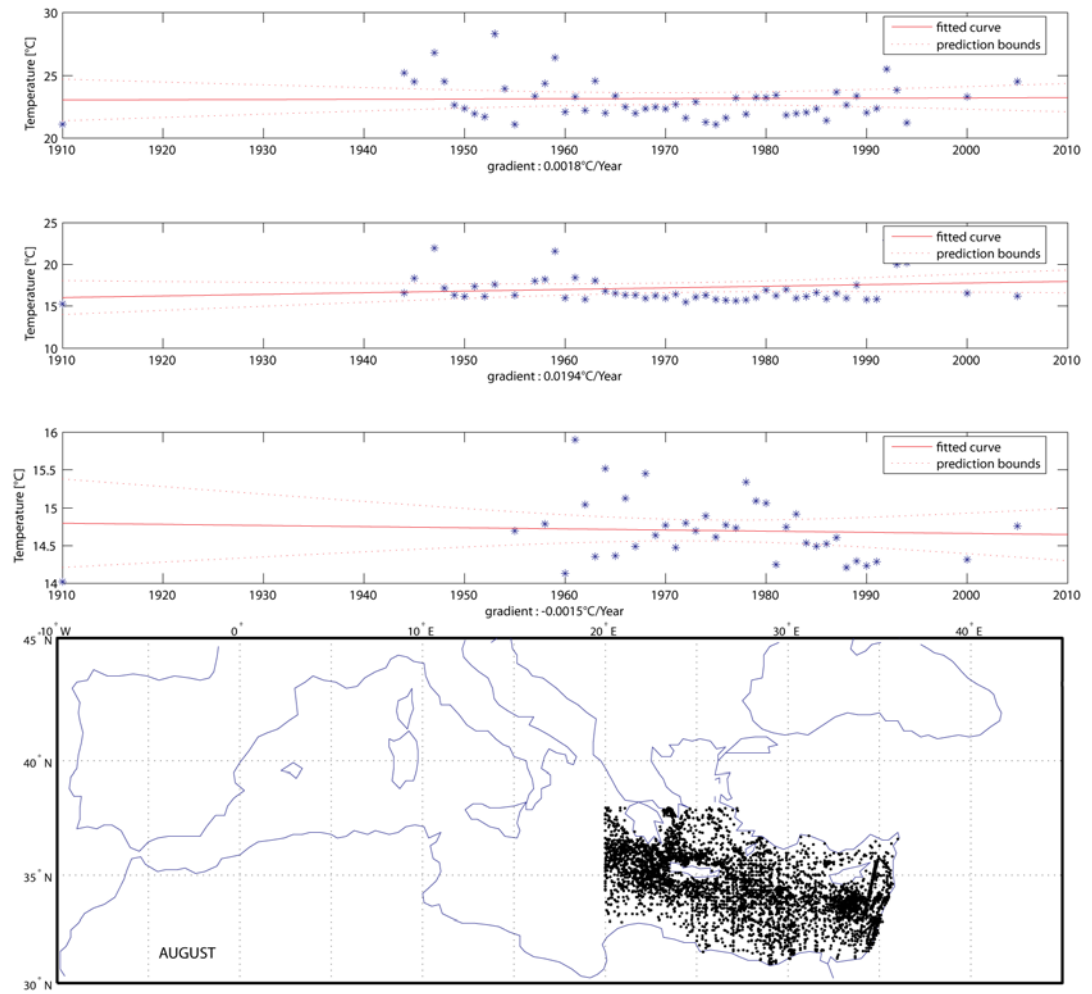 30
25
20
Temperature [°C]
fitted curve
prediction bounds
1910 1920 1930 1940 1950 1960 1970 1980 1990 2000 2010
gradient : 0.0018°C/Year
25
20
15
10
Temperature [°C]
fitted curve
prediction bounds
1910 1920 1930 1940 1950 1960 1970 1980 1990 2000 2010
gradient : 0.0194°C/Year
16
15.5
15
14.5
14
Temperature [°C]
fitted curve
prediction bounds
1910 1920 1930 1940 1950 1960 1970 1980 1990 2000 2010
gradient : -0.0015°C/Year
-10° W 0° 10° E 20° E 30° E 40° E
45° N
40° N
35° N
30° N
AUGUST